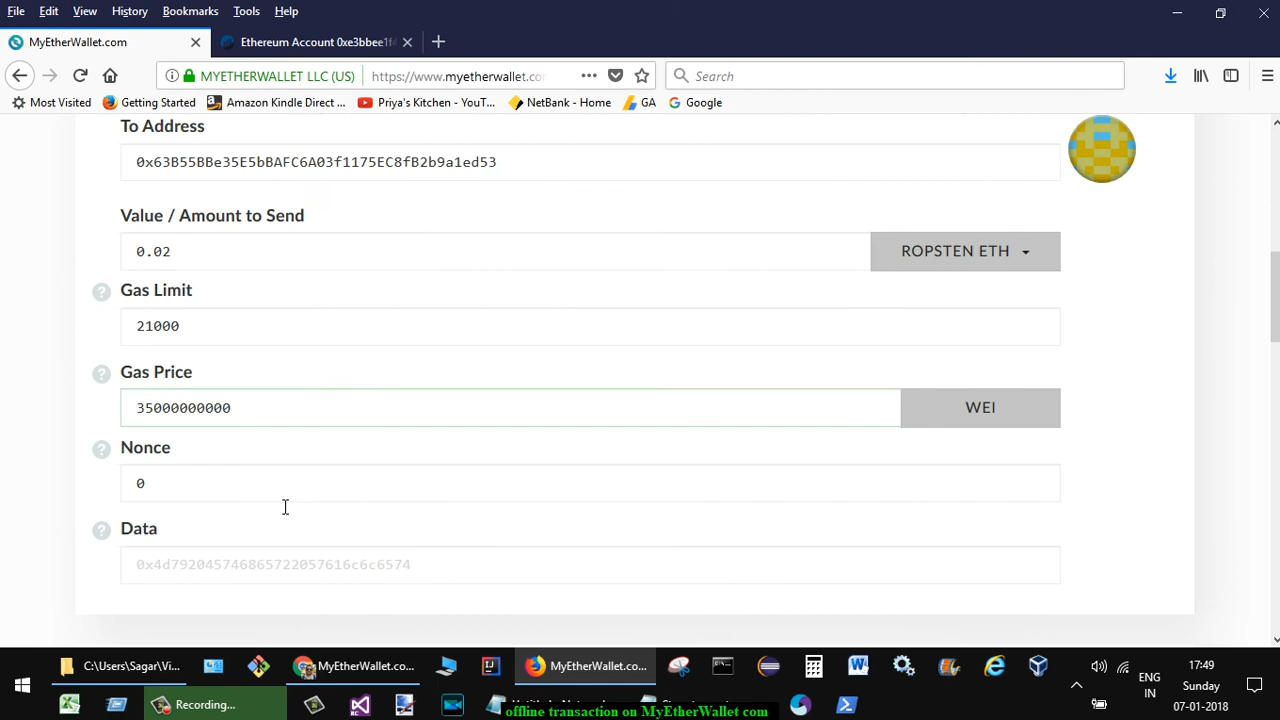 File Edit View History Bookmarks Tools Help
MyEtherWallet.com
Ethereum Account 0xe3bbee1f4
MYETHERWALLET LLC (US) https://www.myetherwallet.co
Search
Most Visited Getting Started Amazon Kindle Direct ... Priya's Kitchen - YouT... NetBank - Home GA Google
To Address
0x63B55BBe35E5bBAFC6A03f1175EC8fB2b9a1ed53
Value / Amount to Send
0.02 ROPSTEN ETH
Gas Limit
21000
Gas Price
35000000000 WEI
Nonce
0
Data
0x4d792045746865722057616c6c6574
C:\Users\Sagar\Vi... MyEtherWallet.co... MyEtherWallet.co...
17:49
ENG
IN
Sunday
07-01-2018
Recording...
offline transaction on MyEtherWallet com